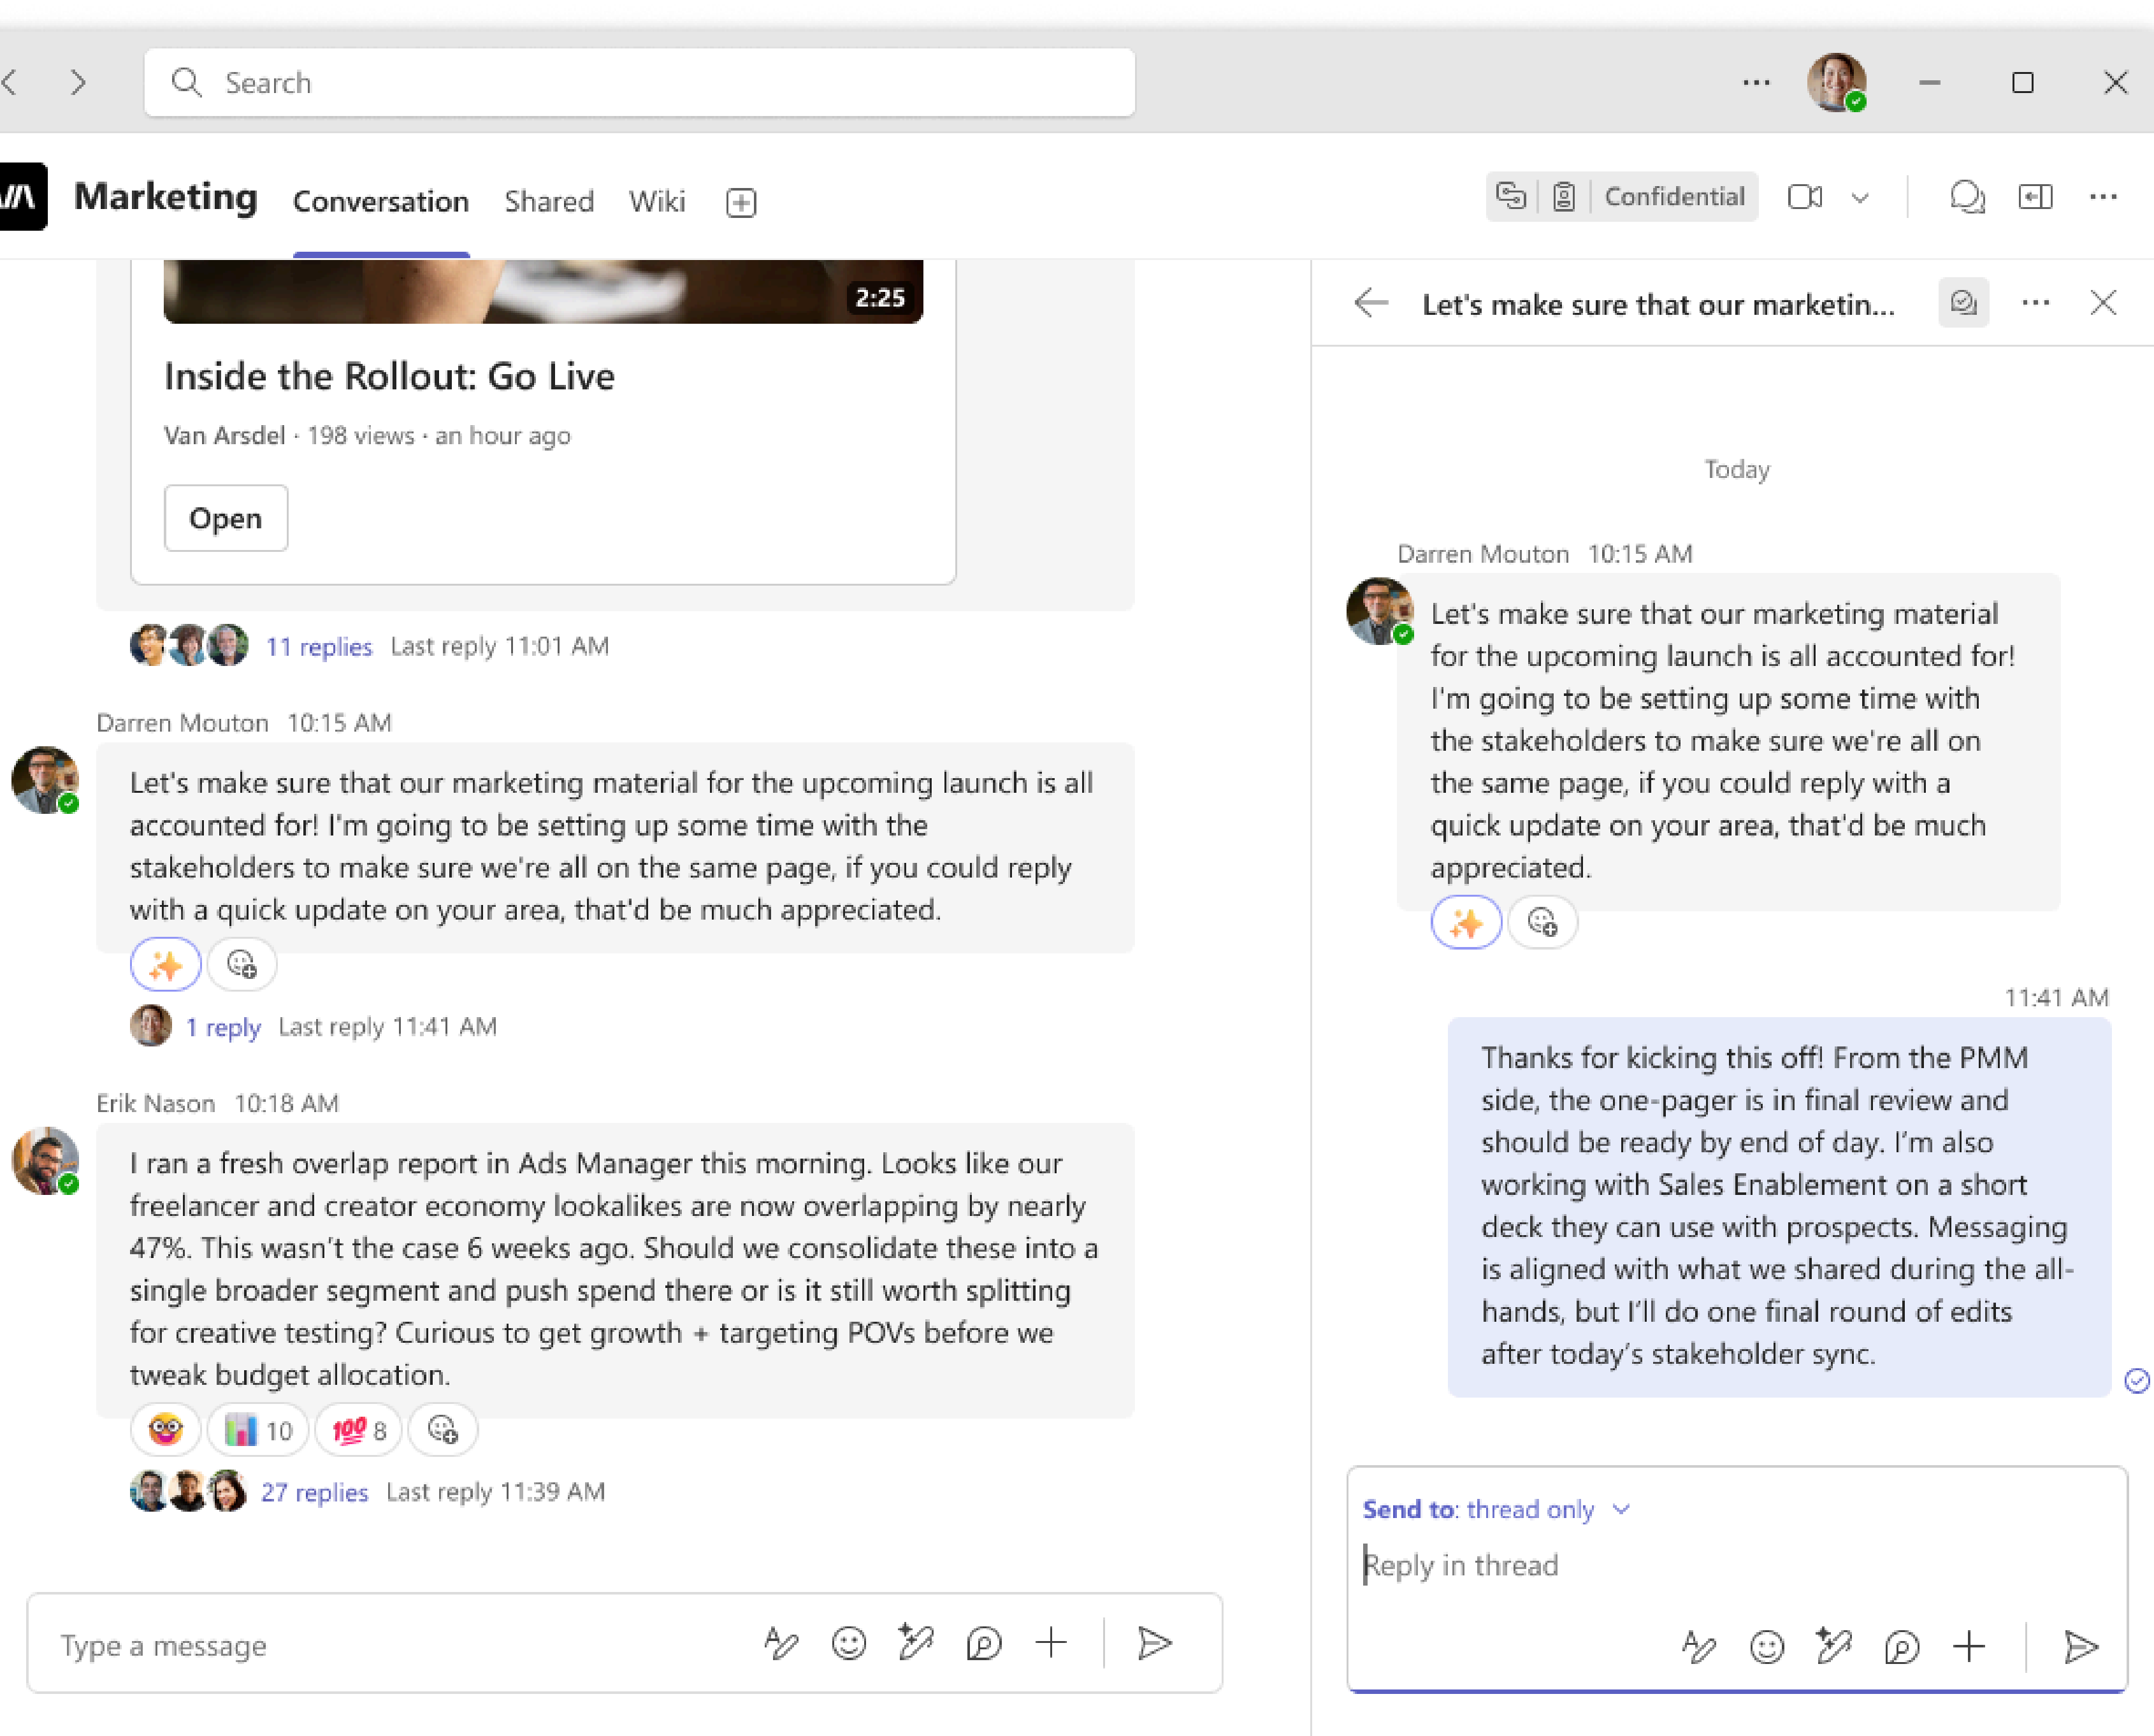 Search
Marketing
Conversation
Shared
Wiki
Confidential
2:25
Inside the Rollout: Go Live
Van Arsdel · 198 views · an hour ago
Open
11 replies Last reply 11:01 AM
Darren Mouton 10:15 AM
Let's make sure that our marketing material for the upcoming launch is all
accounted for! I'm going to be setting up some time with the
stakeholders to make sure we're all on the same page, if you could reply
with a quick update on your area, that'd be much appreciated.
1 reply Last reply 11:41 AM
Erik Nason 10:18 AM
I ran a fresh overlap report in Ads Manager this morning. Looks like our
freelancer and creator economy lookalikes are now overlapping by nearly
47%. This wasn’t the case 6 weeks ago. Should we consolidate these into a
single broader segment and push spend there or is it still worth splitting
for creative testing? Curious to get growth + targeting POVs before we
tweak budget allocation.
10
💯 8
27 replies Last reply 11:39 AM
Type a message
Let's make sure that our marketin...
Today
Darren Mouton 10:15 AM
Let's make sure that our marketing material
for the upcoming launch is all accounted for!
I'm going to be setting up some time with
the stakeholders to make sure we're all on
the same page, if you could reply with a
quick update on your area, that'd be much
appreciated.
11:41 AM
Thanks for kicking this off! From the PMM
side, the one-pager is in final review and
should be ready by end of day. I’m also
working with Sales Enablement on a short
deck they can use with prospects. Messaging
is aligned with what we shared during the all-
hands, but I’ll do one final round of edits
after today’s stakeholder sync.
Send to: thread only
Reply in thread